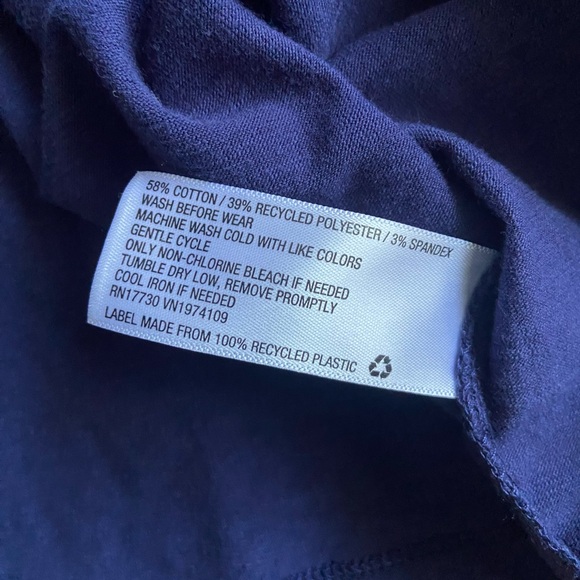 58% COTTON / 39% RECYCLED POLYESTER / 3% SPANDEX
WASH BEFORE WEAR
MACHINE WASH COLD WITH LIKE COLORS
GENTLE CYCLE
ONLY NON-CHLORINE BLEACH IF NEEDED
TUMBLE DRY LOW, REMOVE PROMPTLY
COOL IRON IF NEEDED
RN17730 VN1974109
LABEL MADE FROM 100% RECYCLED PLASTIC